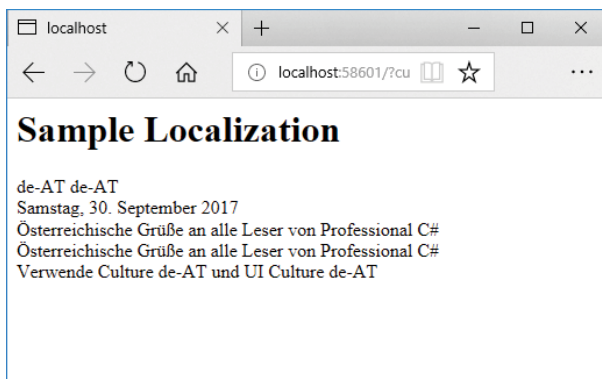 localhost
localhost:58601/?cu
Sample Localization
de-AT de-AT
Samstag, 30. September 2017
Österreichische Grüße an alle Leser von Professional C#
Österreichische Grüße an alle Leser von Professional C#
Verwende Culture de-AT und UI Culture de-AT